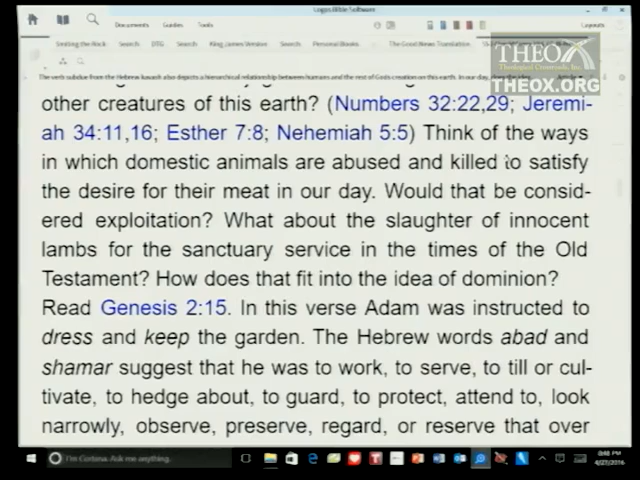 Logos Bible Software
Documents Guides Tools
Layouts
Smiting the Rock Search DTG Search King James Version Search Personal Books The Good News Translation
THEOX
THEOX.ORG
The verb subdue from the Hebrew kavash also depicts a hierarchical relationship between humans and the rest of God's creation on this earth. In our day, does the idea
other creatures of this earth? (Numbers 32:22,29; Jeremi-
ah 34:11,16; Esther 7:8; Nehemiah 5:5) Think of the ways
in which domestic animals are abused and killed to satisfy
the desire for their meat in our day. Would that be consid-
ered exploitation? What about the slaughter of innocent
lambs for the sanctuary service in the times of the Old
Testament? How does that fit into the idea of dominion?
Read Genesis 2:15. In this verse Adam was instructed to
dress and keep the garden. The Hebrew words abad and
shamar suggest that he was to work, to serve, to till or cul-
tivate, to hedge about, to guard, to protect, attend to, look
narrowly, observe, preserve, regard, or reserve that over
I'm Cortana. Ask me anything.
4/27/2016